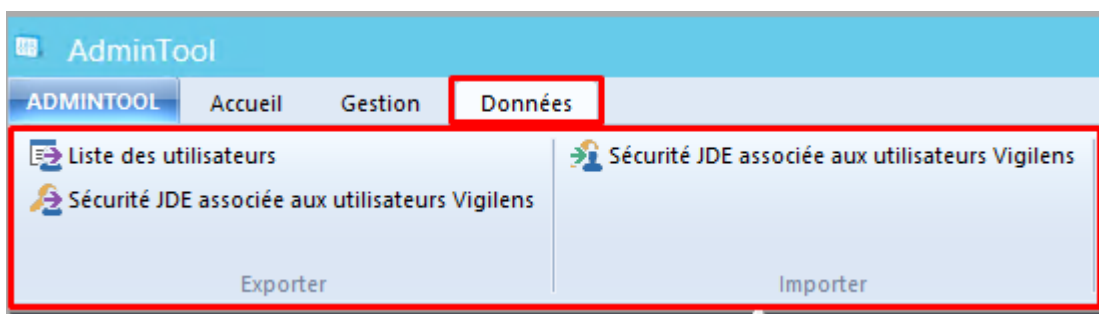 AdminTool
ADMINTOOL Accueil Gestion Données
Liste des utilisateurs
Sécurité JDE associée aux utilisateurs Vigilens
Exporter
Sécurité JDE associée aux utilisateurs Vigilens
Importer